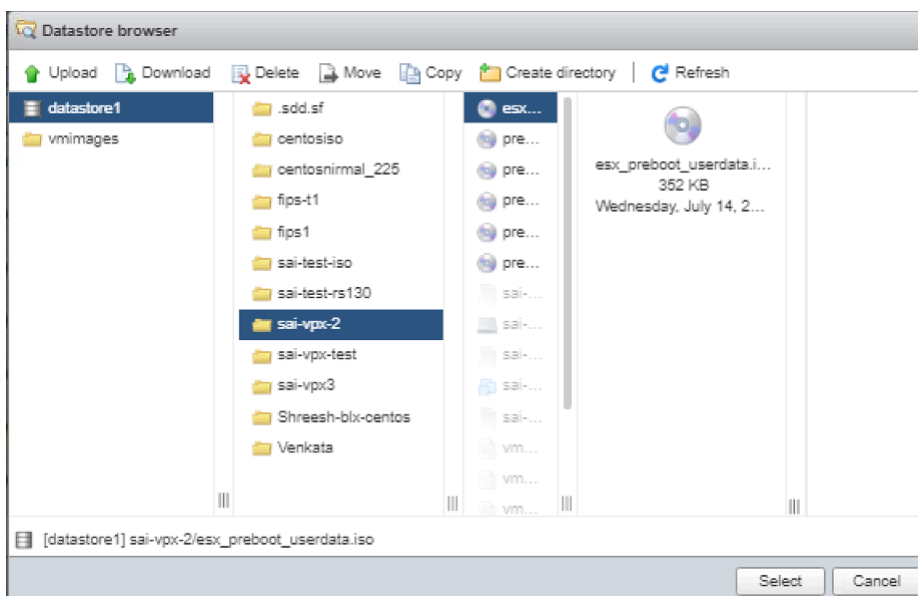 Datastore browser
Upload Download Delete Move Copy Create directory Refresh
datastore1
vmimages
.sdd.sf
centosiso
centosnirmal_225
fips-t1
fips1
sai-test-iso
sai-test-rs130
sai-vpx-2
sai-vpx-test
sai-vpx3
Shreesh-blx-centos
Venkata
esx...
pre...
pre...
pre...
pre...
pre...
sai-...
sai-...
sai-...
sai-...
sai-...
vm...
vm...
vm...
esx_preboot_userdata.i...
352 KB
Wednesday, July 14, 2...
[datastore1] sai-vpx-2/esx_preboot_userdata.iso
Select Cancel